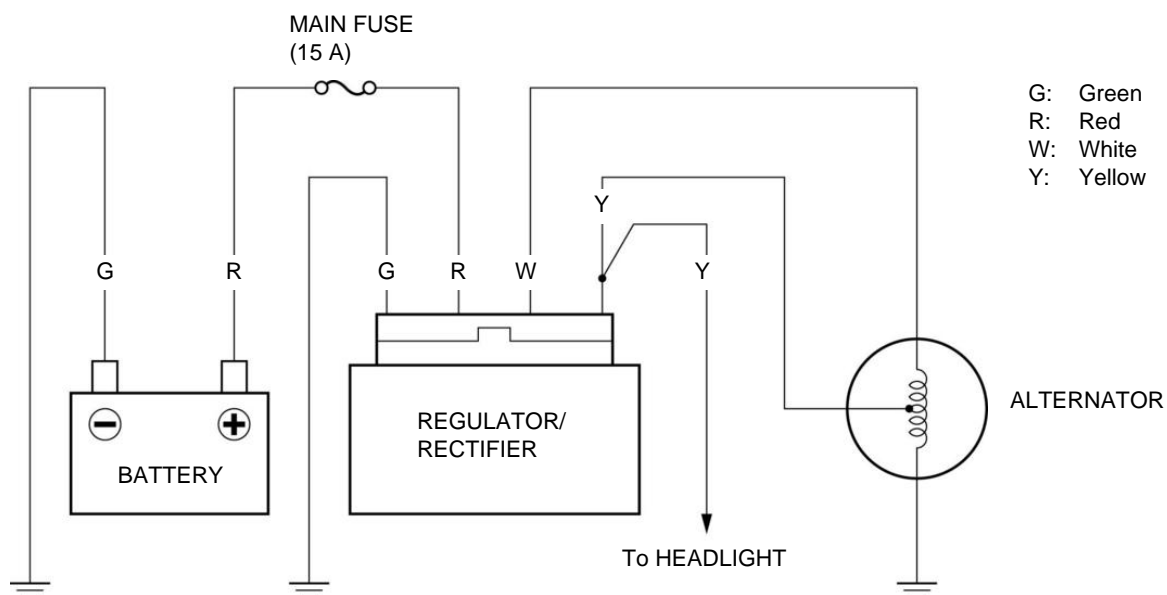 MAIN FUSE
(15 A)
G: Green
R: Red
W: White
Y: Yellow
Y
G
R
G
R
W
Y
ALTERNATOR
REGULATOR/
RECTIFIER
BATTERY
To HEADLIGHT